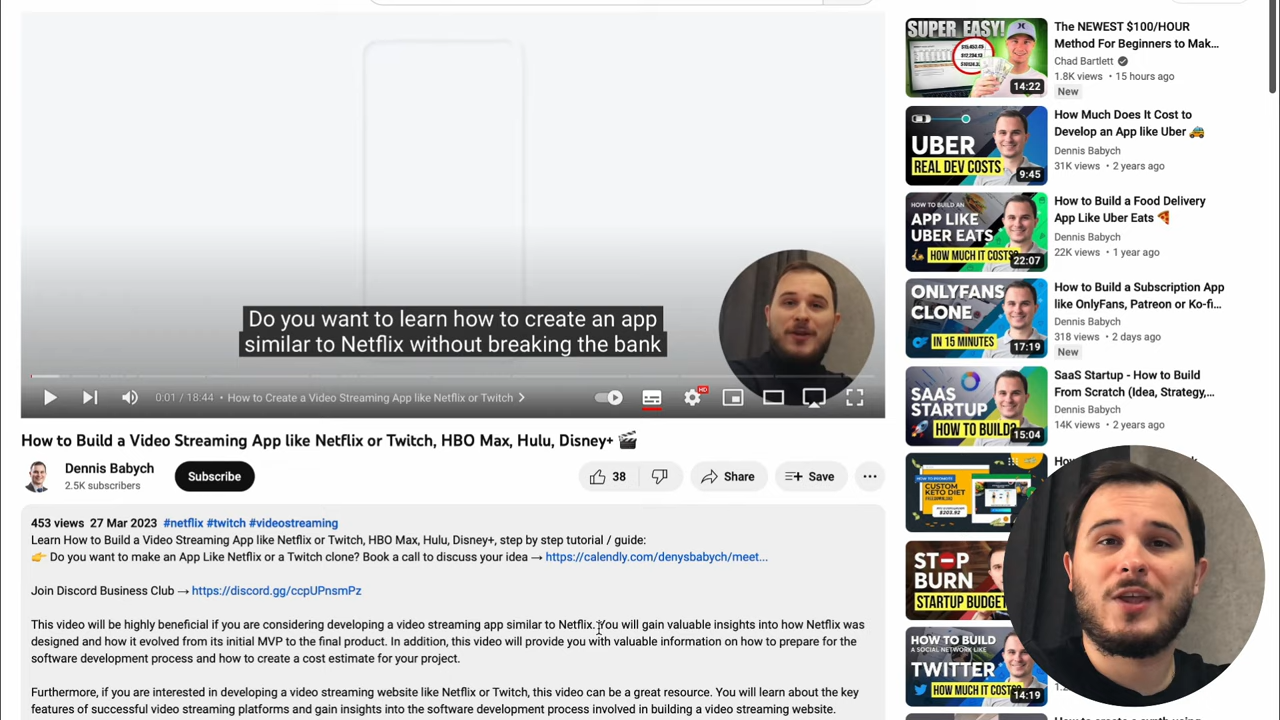 Do you want to learn how to create an app
similar to Netflix without breaking the bank
0:01 / 18:44 • How to Create a Video Streaming App like Netflix or Twitch
HD
How to Build a Video Streaming App like Netflix or Twitch, HBO Max, Hulu, Disney+ 🎬
Dennis Babych
2.5K subscribers
Subscribe
38
Share
Save
453 views 27 Mar 2023 #netflix #twitch #videostreaming
Learn How to Build a Video Streaming App like Netflix or Twitch, HBO Max, Hulu, Disney+, step by step tutorial / guide:
👉 Do you want to make an App Like Netflix or a Twitch clone? Book a call to discuss your idea → https://calendly.com/denysbabych/meet...
Join Discord Business Club → https://discord.gg/ccpUPnsmPz
This video will be highly beneficial if you are considering developing a video streaming app similar to Netflix. You will gain valuable insights into how Netflix was
designed and how it evolved from its initial MVP to the final product. In addition, this video will provide you with valuable information on how to prepare for the
software development process and how to create a cost estimate for your project.
Furthermore, if you are interested in developing a video streaming website like Netflix or Twitch, this video can be a great resource. You will learn about the key
features of successful video streaming platforms and gain insights into the software development process involved in building a video streaming website.
SUPER EASY!
14:22
The NEWEST $100/HOUR
Method For Beginners to Mak...
Chad Bartlett
1.8K views • 15 hours ago
New
UBER
REAL DEV COSTS
9:45
How Much Does It Cost to
Develop an App like Uber 🚕
Dennis Babych
31K views • 2 years ago
HOW TO BUILD AN
APP LIKE
UBER EATS
HOW MUCH IT COSTS?
22:07
How to Build a Food Delivery
App Like Uber Eats 🍕
Dennis Babych
22K views • 1 year ago
ONLYFANS
CLONE
IN 15 MINUTES
17:19
How to Build a Subscription App
like OnlyFans, Patreon or Ko-fi...
Dennis Babych
318 views • 2 days ago
New
SAAS
STARTUP
HOW TO BUILD?
15:04
SaaS Startup - How to Build
From Scratch (Idea, Strategy,...
Dennis Babych
14K views • 2 years ago
CUSTOM
KETO DIET
STOP
BURN
STARTUP BUDGET
HOW TO BUILD
A SOCIAL NETWORK LIKE
TWITTER
HOW MUCH IT COST?
14:19